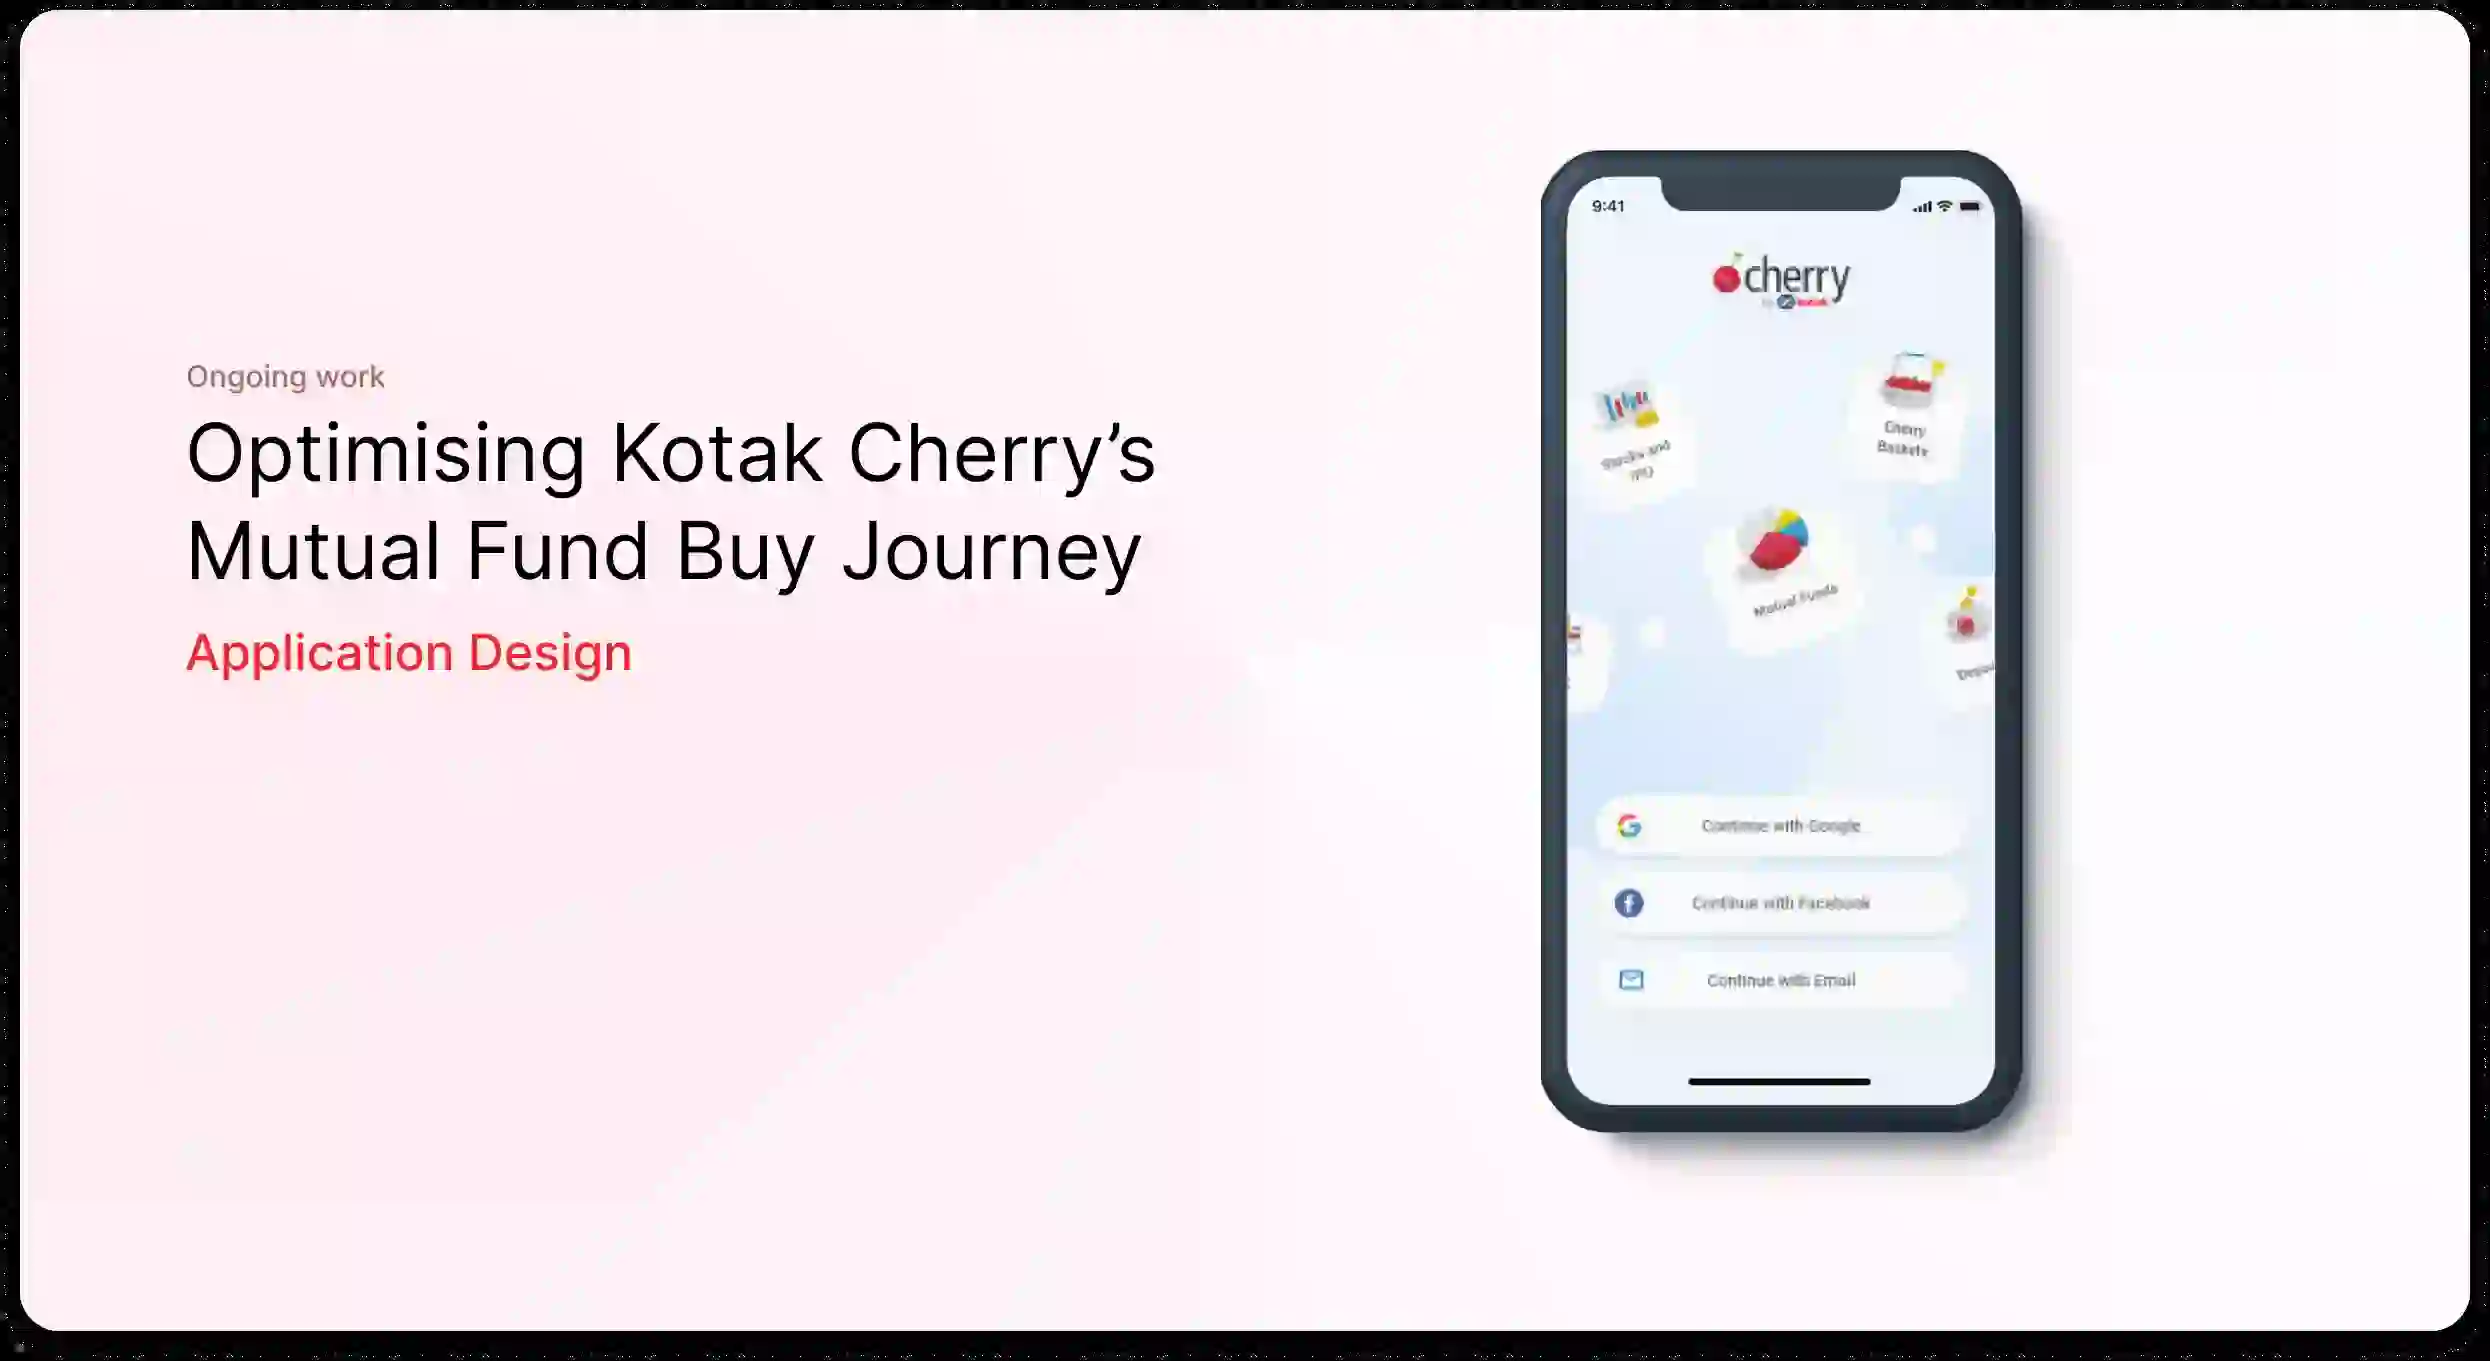 Ongoing work
Optimising Kotak Cherry’s
Mutual Fund Buy Journey
Application Design
9:41
cherry
by kotak
Stocks and
IPO
Cherry
Baskets
Mutual Funds
Continue with Google
Continue with Facebook
Continue with Email